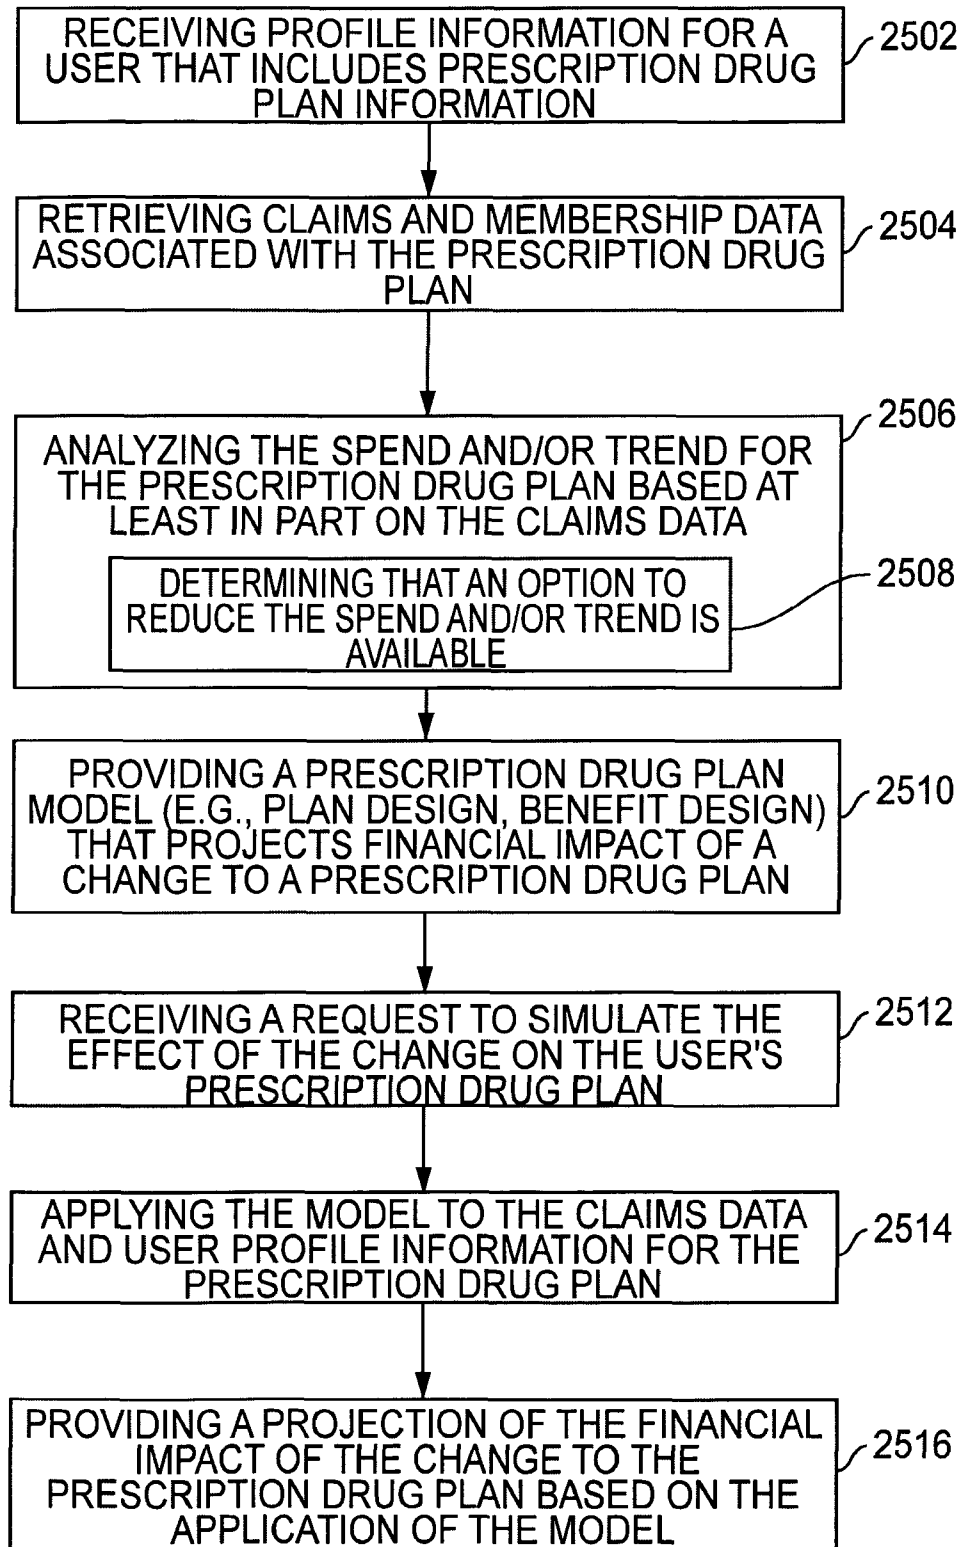 RECEIVING PROFILE INFORMATION FOR A
USER THAT INCLUDES PRESCRIPTION DRUG
PLAN INFORMATION
2502
RETRIEVING CLAIMS AND MEMBERSHIP DATA
ASSOCIATED WITH THE PRESCRIPTION DRUG
PLAN
2504
ANALYZING THE SPEND AND/OR TREND FOR
THE PRESCRIPTION DRUG PLAN BASED AT
LEAST IN PART ON THE CLAIMS DATA
2506
DETERMINING THAT AN OPTION TO
REDUCE THE SPEND AND/OR TREND IS
AVAILABLE
2508
PROVIDING A PRESCRIPTION DRUG PLAN
MODEL (E.G., PLAN DESIGN, BENEFIT DESIGN)
THAT PROJECTS FINANCIAL IMPACT OF A
CHANGE TO A PRESCRIPTION DRUG PLAN
2510
RECEIVING A REQUEST TO SIMULATE THE
EFFECT OF THE CHANGE ON THE USER'S
PRESCRIPTION DRUG PLAN
2512
APPLYING THE MODEL TO THE CLAIMS DATA
AND USER PROFILE INFORMATION FOR THE
PRESCRIPTION DRUG PLAN
2514
PROVIDING A PROJECTION OF THE FINANCIAL
IMPACT OF THE CHANGE TO THE
PRESCRIPTION DRUG PLAN BASED ON THE
APPLICATION OF THE MODEL
2516